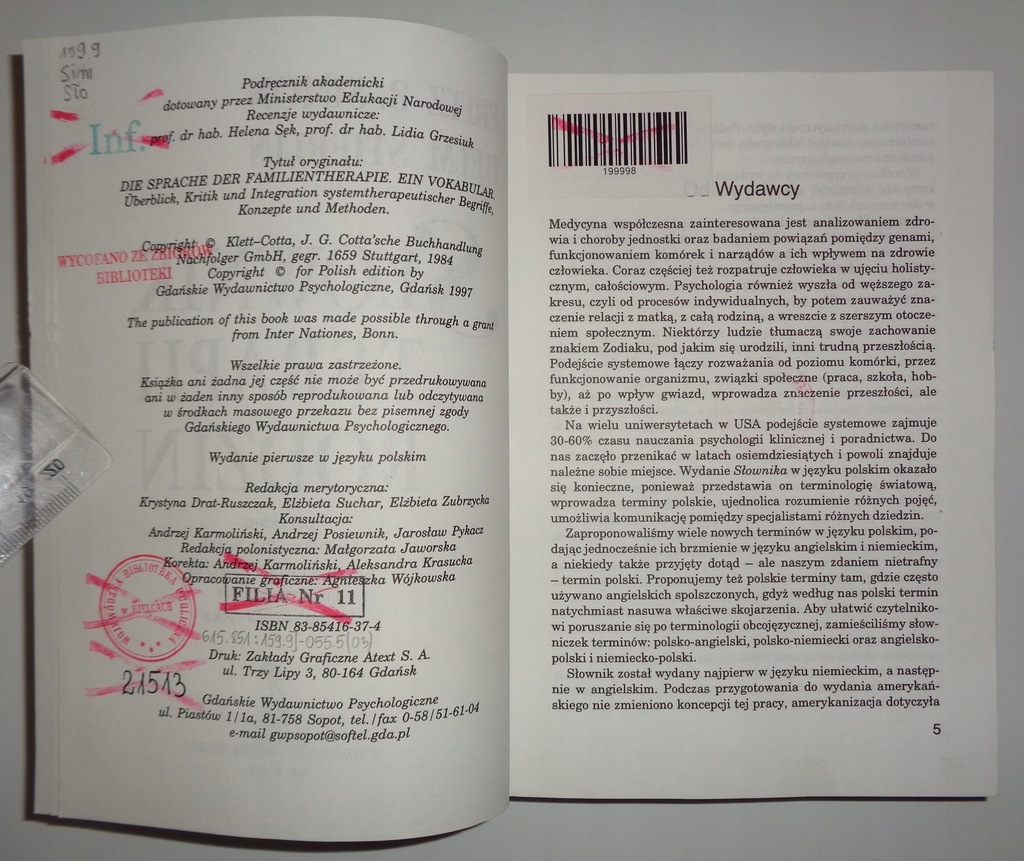 159.9
Sim
Sło
Inf.
Podręcznik akademicki
dotowany przez Ministerstwo Edukacji Narodowej
Recenzje wydawnicze:
prof. dr hab. Helena Sęk, prof. dr hab. Lidia Grzesiuk
Tytuł oryginału:
DIE SPRACHE DER FAMILIENTHERAPIE. EIN VOKABULAR
Überblick, Kritik und Integration systemtherapeutischer Begriffe,
Konzepte und Methoden.
Copyright © Klett–Cotta, J. G. Cotta'sche Buchhandlung
Nachfolger GmbH, gegr. 1659 Stuttgart, 1984
WYCOFANO ZE ZBIORÓW
BIBLIOTEKI
Copyright © for Polish edition by
Gdańskie Wydawnictwo Psychologiczne, Gdańsk 1997
The publication of this book was made possible through a grant
from Inter Nationes, Bonn.
Wszelkie prawa zastrzeżone.
Książka ani żadna jej część nie może być przedrukowywana
ani w żaden inny sposób reprodukowana lub odczytywana
w środkach masowego przekazu bez pisemnej zgody
Gdańskiego Wydawnictwa Psychologicznego.
Wydanie pierwsze w języku polskim
Redakcja merytoryczna:
Krystyna Drat-Ruszczak, Elżbieta Suchar, Elżbieta Zubrzycka
Konsultacja:
Andrzej Karmoliński, Andrzej Posiewnik, Jarosław Pykacz
Redakcja polonistyczna: Małgorzata Jaworska
Korekta: Andrzej Karmoliński, Aleksandra Krasucka
Opracowanie graficzne: Agnieszka Wójkowska
WOJEWÓDZKA BIBLIOTEKA PUBLICZNA
w KIELCACH
FILIA Nr 11
ISBN 83-85416-37-4
615.851:159.9]-055.5(03)
Druk: Zakłady Graficzne Atext S. A.
ul. Trzy Lipy 3, 80-164 Gdańsk
21513
Gdańskie Wydawnictwo Psychologiczne
ul. Piastów 1/1a, 81-758 Sopot, tel./fax 0-58/51-61-04
e-mail gwpsopot@softel.gda.pl
199998
Od Wydawcy
Medycyna współczesna zainteresowana jest analizowaniem zdro-
wia i choroby jednostki oraz badaniem powiązań pomiędzy genami,
funkcjonowaniem komórek i narządów a ich wpływem na zdrowie
człowieka. Coraz częściej też rozpatruje człowieka w ujęciu holisty-
cznym, całościowym. Psychologia również wyszła od węższego za-
kresu, czyli od procesów indywidualnych, by potem zauważyć zna-
czenie relacji z matką, z całą rodziną, a wreszcie z szerszym otocze-
niem społecznym. Niektórzy ludzie tłumaczą swoje zachowanie
znakiem Zodiaku, pod jakim się urodzili, inni trudną przeszłością.
Podejście systemowe łączy rozważania od poziomu komórki, przez
funkcjonowanie organizmu, związki społeczne (praca, szkoła, hob-
by), aż po wpływ gwiazd, wprowadza znaczenie przeszłości, ale
także i przyszłości.
Na wielu uniwersytetach w USA podejście systemowe zajmuje
30-60% czasu nauczania psychologii klinicznej i poradnictwa. Do
nas zaczęło przenikać w latach osiemdziesiątych i powoli znajduje
należne sobie miejsce. Wydanie Słownika w języku polskim okazało
się konieczne, ponieważ przedstawia on terminologię światową,
wprowadza terminy polskie, ujednolica rozumienie różnych pojęć,
umożliwia komunikację pomiędzy specjalistami różnych dziedzin.
Zaproponowaliśmy wiele nowych terminów w języku polskim, po-
dając jednocześnie ich brzmienie w języku angielskim i niemieckim,
a niekiedy także przyjęty dotąd – ale naszym zdaniem nietrafny
– termin polski. Proponujemy też polskie terminy tam, gdzie często
używano angielskich spolszczonych, gdyż według nas polski termin
natychmiast nasuwa właściwe skojarzenia. Aby ułatwić czytelniko-
wi poruszanie się po terminologii obcojęzycznej, zamieściliśmy słow-
niczek terminów: polsko-angielski, polsko-niemiecki oraz angielsko-
polski i niemiecko-polski.
Słownik został wydany najpierw w języku niemieckim, a następ-
nie w angielskim. Podczas przygotowania do wydania amerykań-
skiego nie zmieniono koncepcji tej pracy, amerykanizacja dotyczyła
5